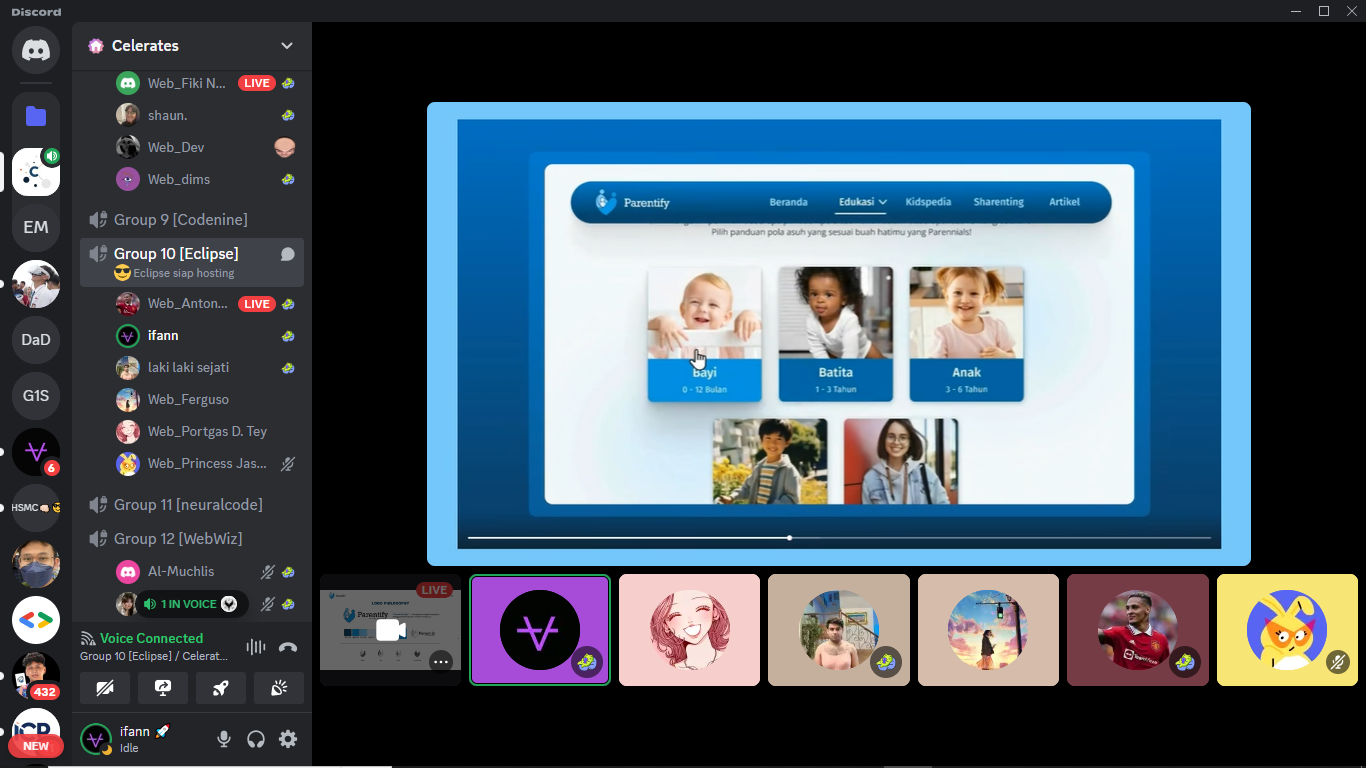 Discord
Celerates
Web_Fiki N...
LIVE
shaun.
Web_Dev
Web_dims
Group 9 [Codenine]
Group 10 [Eclipse]
Eclipse siap hosting
Web_Anton...
LIVE
ifann
laki laki sejati
Web_Ferguso
Web_Portgas D. Tey
Web_Princess Jas...
Group 11 [neuralcode]
Group 12 [WebWiz]
Al-Muchlis
1 IN VOICE
Voice Connected
Group 10 [Eclipse] / Celerat...
ifann
Idle
C
EM
DaD
G1S
6
HSMC
432
NEW
Parentify
Beranda
Edukasi
Kidspedia
Sharenting
Artikel
Pilih panduan pola asuh yang sesuai buah hatimu yang Parennials!
Bayi
0 - 12 Bulan
Batita
1 - 3 Tahun
Anak
3 - 6 Tahun
LIVE
LOGO PHILOSOPHY
Parentify